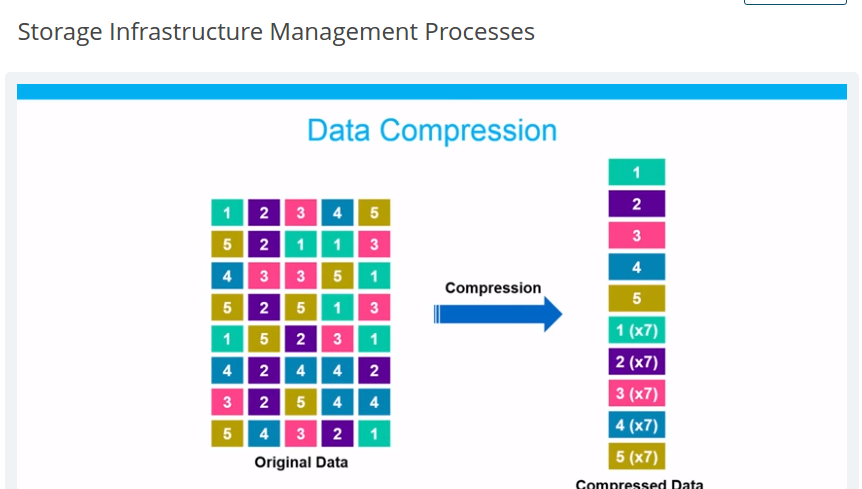 Storage Infrastructure Management Processes
Data Compression
1 2 3 4 5
5 2 1 1 3
4 3 3 5 1
5 2 5 1 3
1 5 2 3 1
4 2 4 4 2
3 2 5 4 4
5 4 3 2 1
Original Data
Compression
1
2
3
4
5
1 (x7)
2 (x7)
3 (x7)
4 (x7)
5 (x7)
Compressed Data